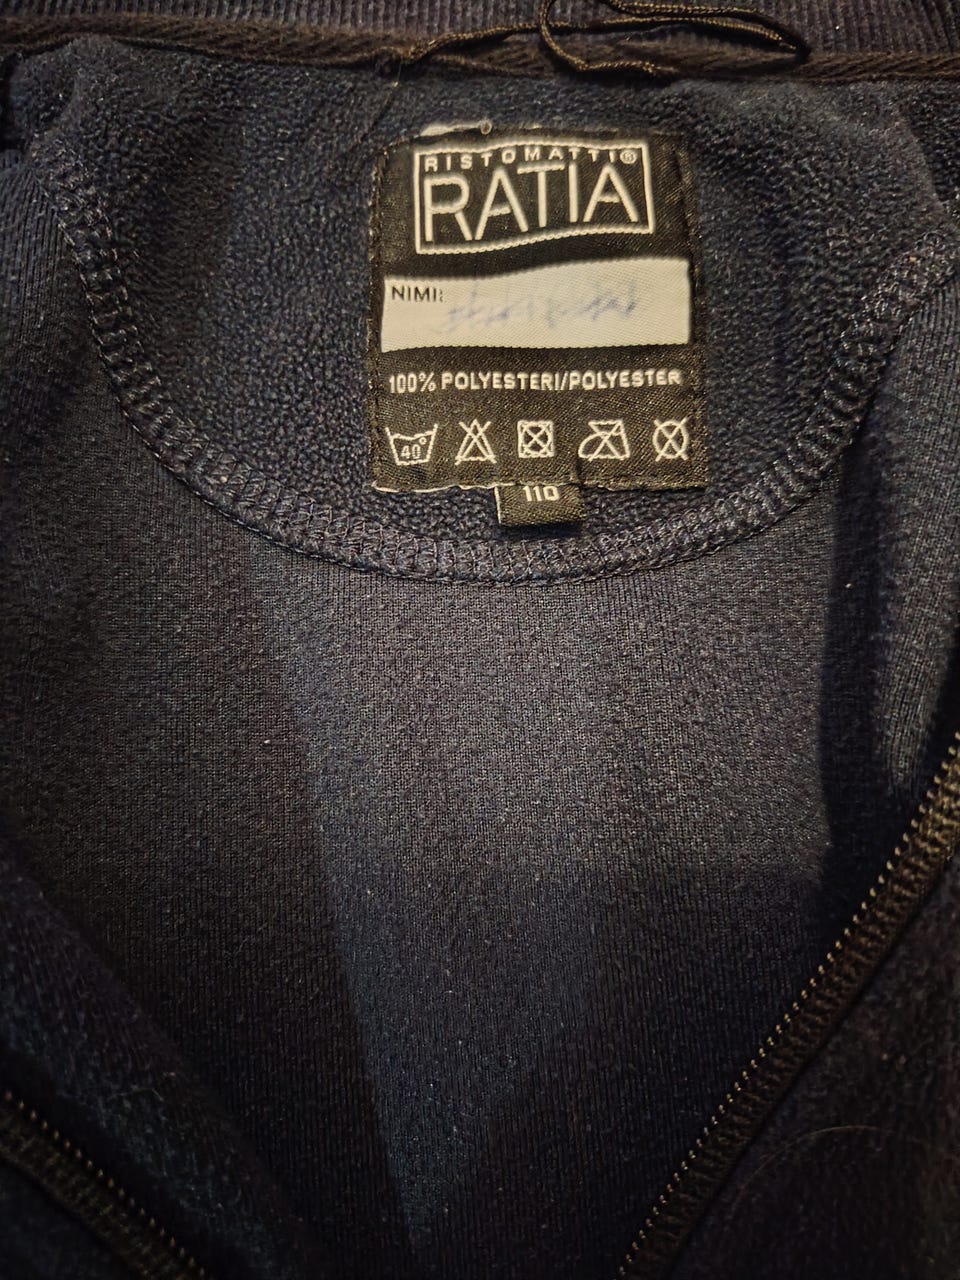 RISTOMATTI®
RATIA
NIMI:
100% POLYESTERI/POLYESTER
40°
110